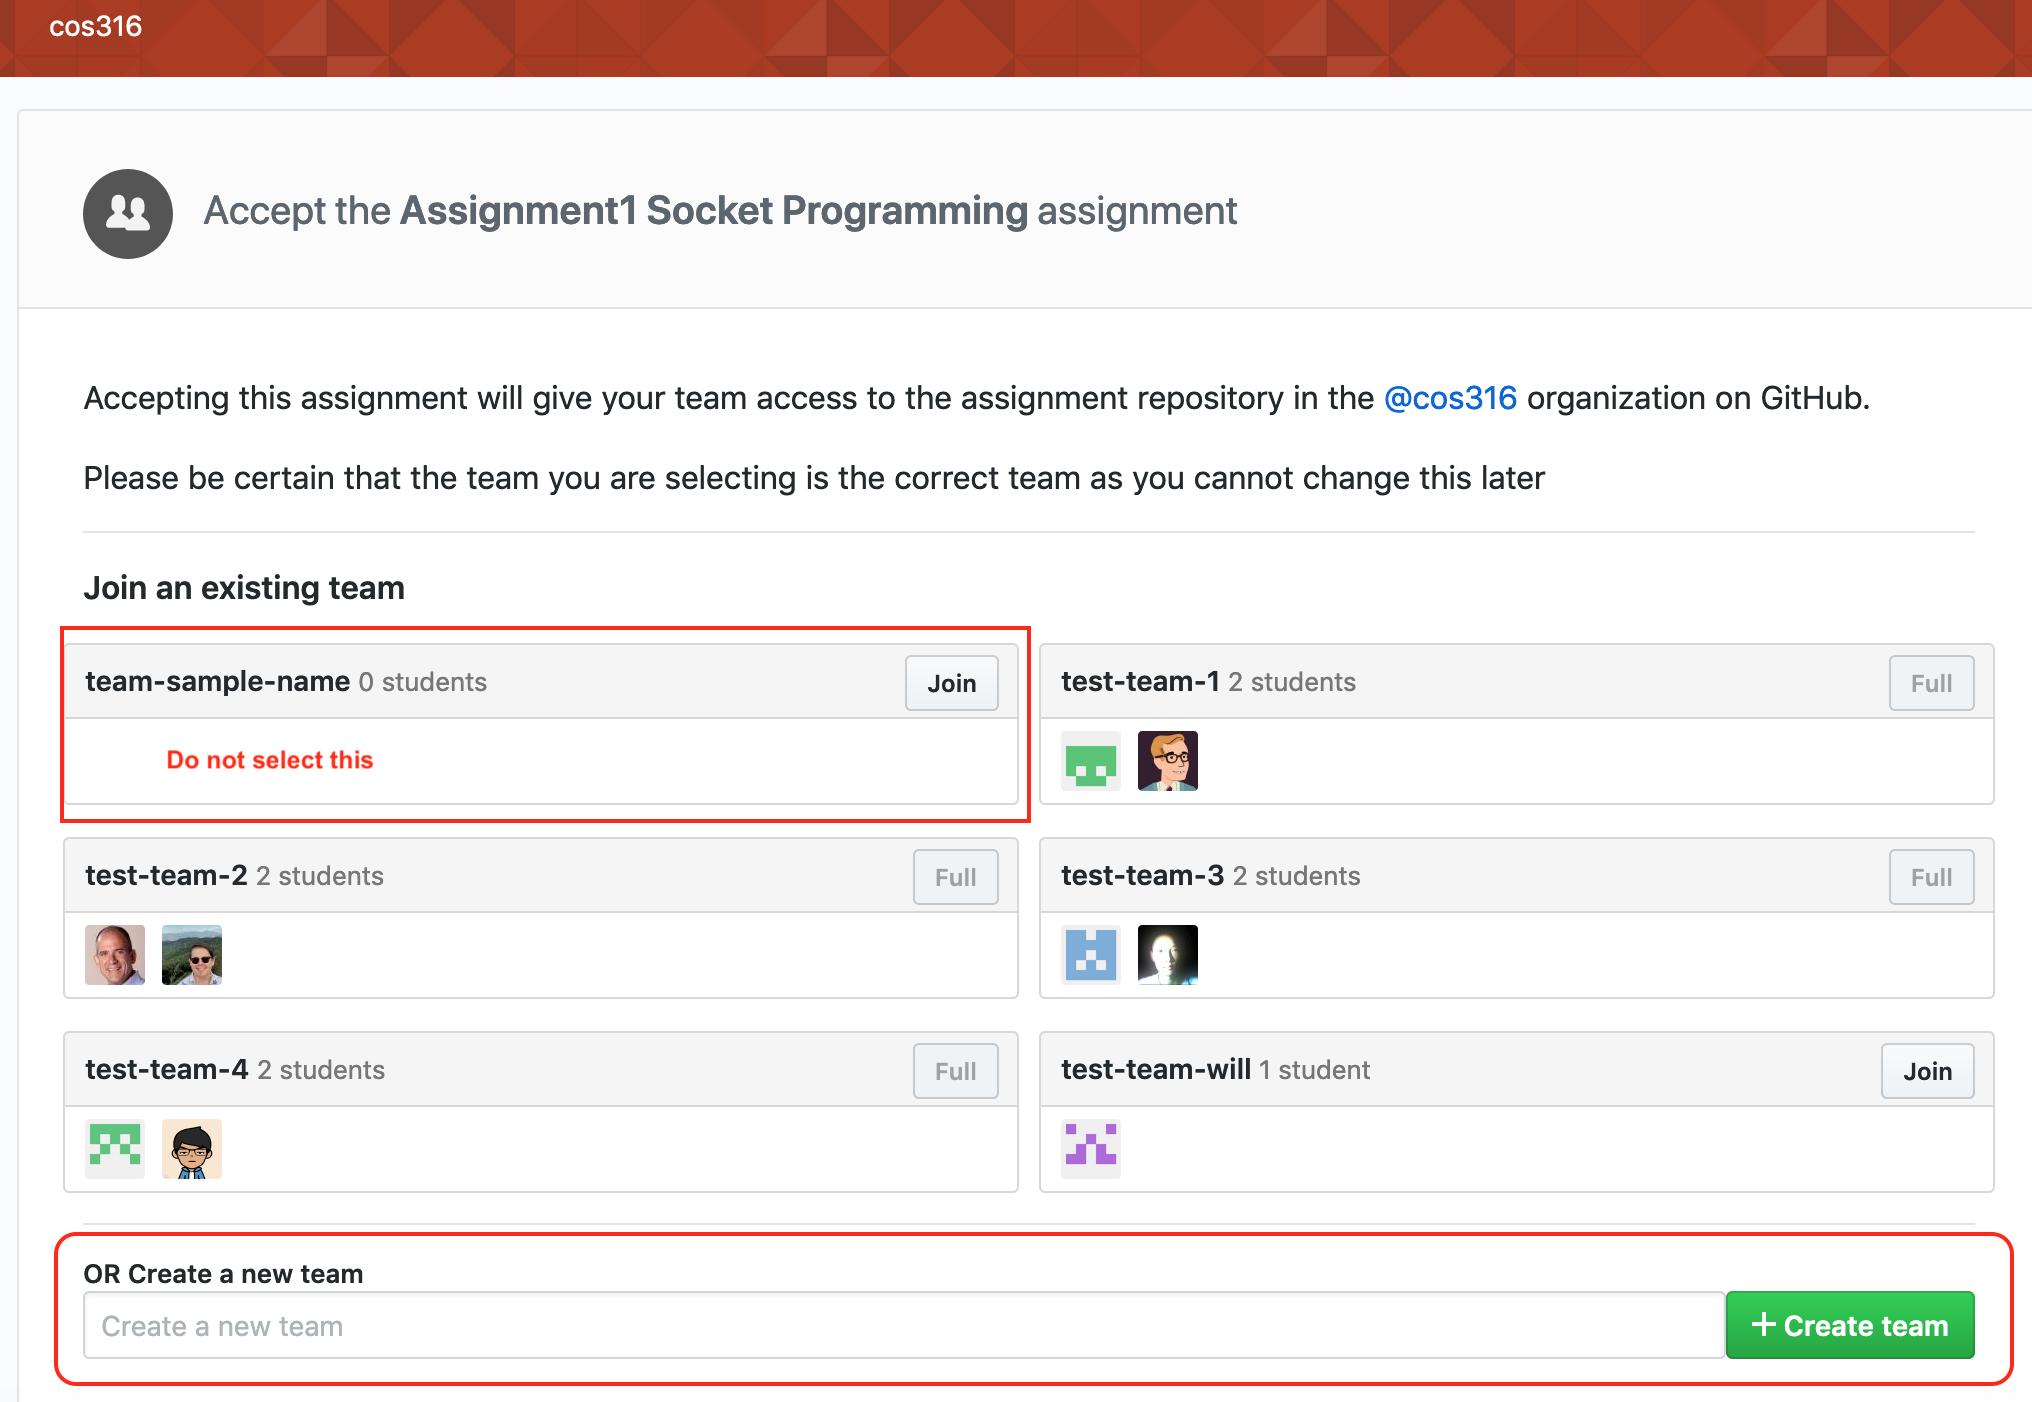 cos316
Accept the Assignment1 Socket Programming assignment
Accepting this assignment will give your team access to the assignment repository in the @cos316 organization on GitHub.
Please be certain that the team you are selecting is the correct team as you cannot change this later
Join an existing team
team-sample-name 0 students Join
Do not select this
test-team-1 2 students Full
test-team-2 2 students Full
test-team-3 2 students Full
test-team-4 2 students Full
test-team-will 1 student Join
OR Create a new team
Create a new team
+ Create team